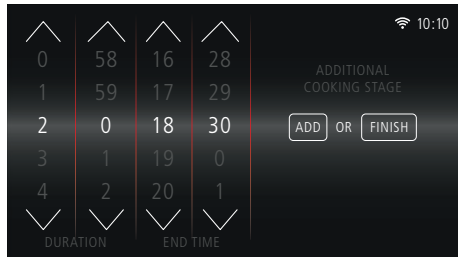 10:10
0 58 16 28
1 59 17 29
2 0 18 30
3 1 19 0
4 2 20 1
DURATION END TIME
ADDITIONAL
COOKING STAGE
ADD OR FINISH